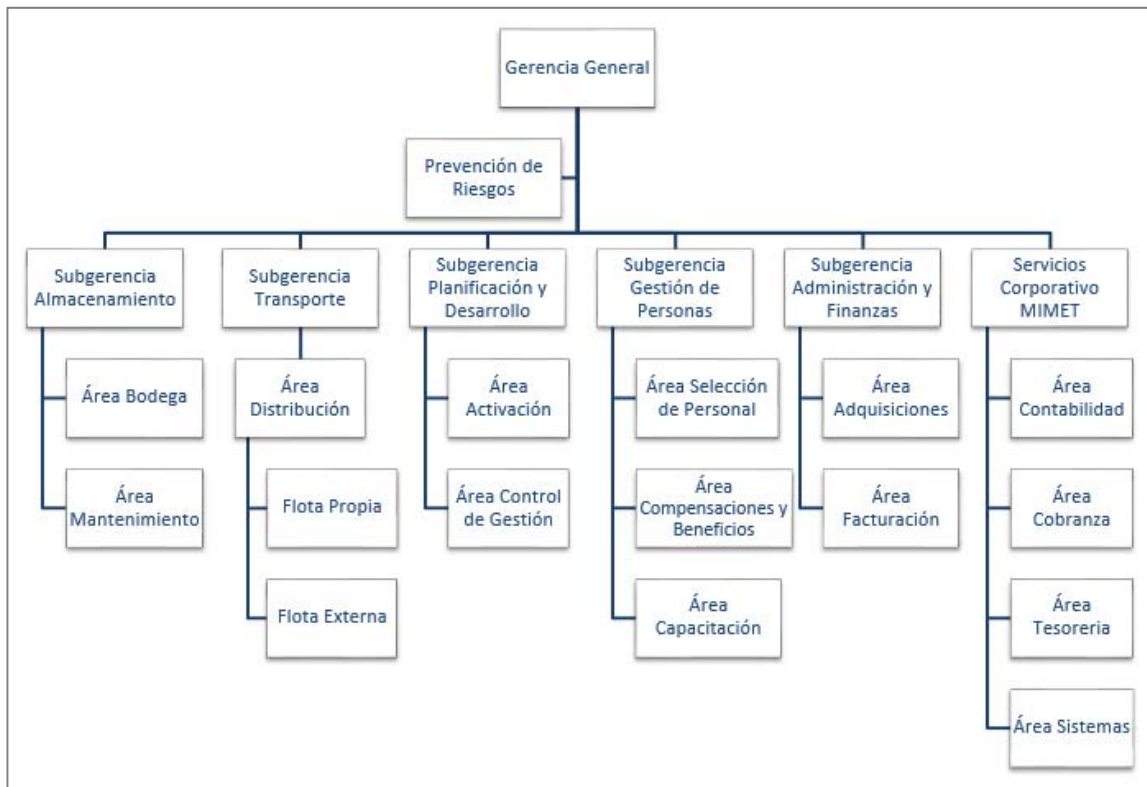 Gerencia General
Prevención de
Riesgos
Subgerencia
Almacenamiento
Subgerencia
Transporte
Subgerencia
Planificación y
Desarrollo
Subgerencia
Gestión de
Personas
Subgerencia
Administración y
Finanzas
Servicios
Corporativo
MIMET
Área Bodega
Área
Mantenimiento
Área
Distribución
Flota Propia
Flota Externa
Área
Activación
Área Control
de Gestión
Área Selección
de Personal
Área
Compensaciones y
Beneficios
Área
Capacitación
Área
Adquisiciones
Área
Facturación
Área
Contabilidad
Área
Cobranza
Área
Tesoreria
Área Sistemas